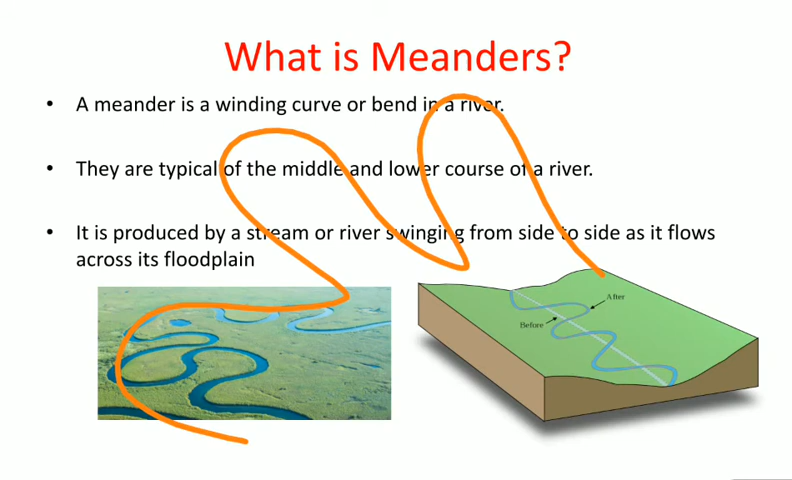 What is Meanders?
• A meander is a winding curve or bend in a river.
• They are typical of the middle and lower course of a river.
• It is produced by a stream or river swinging from side to side as it flows
across its floodplain
After
Before